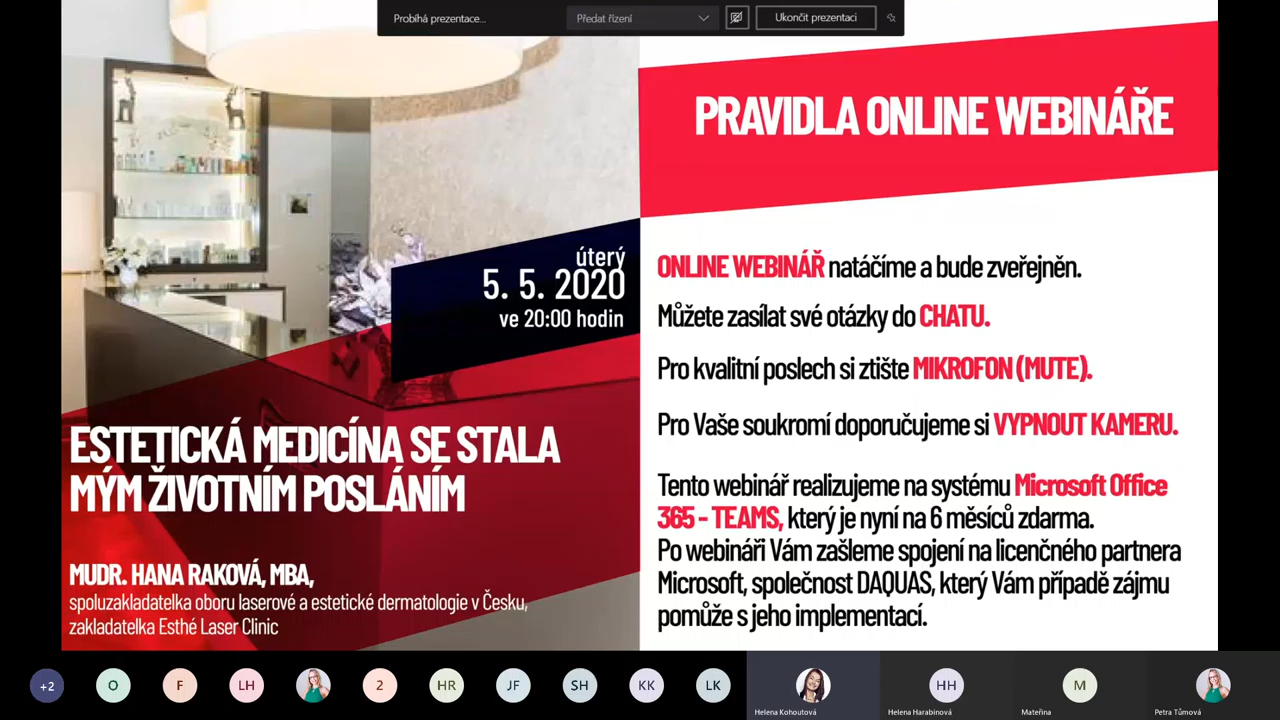 Probíhá prezentace...
Předat řízení
Ukončit prezentaci
úterý
5. 5. 2020
ve 20:00 hodin
ESTETICKÁ MEDICÍNA SE STALA
MÝM ŽIVOTNÍM POSLÁNÍM
MUDR. HANA RAKOVÁ, MBA,
spoluzakladatelka oboru laserové a estetické dermatologie v Česku,
zakladatelka Esthé Laser Clinic
PRAVIDLA ONLINE WEBINÁŘE
ONLINE WEBINÁŘ natáčíme a bude zveřejněn.
Můžete zasílat své otázky do CHATU.
Pro kvalitní poslech si ztište MIKROFON (MUTE).
Pro Vaše soukromí doporučujeme si VYPNOUT KAMERU.
Tento webinář realizujeme na systému Microsoft Office
365 - TEAMS, který je nyní na 6 měsíců zdarma.
Po webináři Vám zašleme spojení na licenčného partnera
Microsoft, společnost DAQUAS, který Vám případě zájmu
pomůže s jeho implementací.
+2
O
F
LH
2
HR
JF
SH
KK
LK
Helena Kohoutová
HH
Helena Harabinová
M
Mateřina
Petra Tůmová